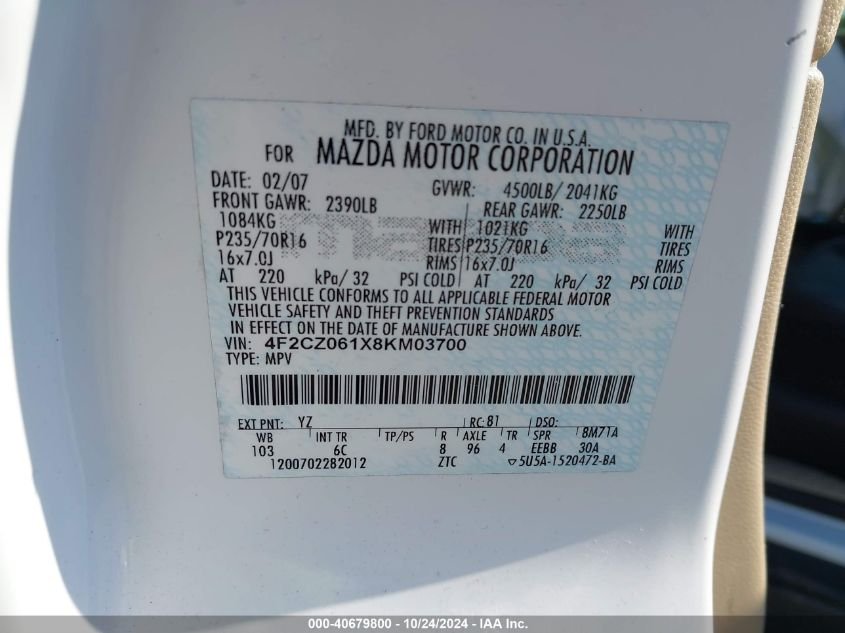 MFD. BY FORD MOTOR CO. IN U.S.A.
FOR MAZDA MOTOR CORPORATION
DATE: 02/07 GVWR: 4500LB/ 2041KG
FRONT GAWR: 2390LB REAR GAWR: 2250LB
1084KG WITH 1021KG WITH
P235/70R16 TIRES P235/70R16 TIRES
16x7.0J RIMS 16x7.0J RIMS
AT 220 kPa/ 32 PSI COLD AT 220 kPa/ 32 PSI COLD
THIS VEHICLE CONFORMS TO ALL APPLICABLE FEDERAL MOTOR
VEHICLE SAFETY AND THEFT PREVENTION STANDARDS
IN EFFECT ON THE DATE OF MANUFACTURE SHOWN ABOVE.
VIN: 4F2CZ061X8KM03700
TYPE: MPV
EXT PNT: YZ RC: 81 DSO:
WB INT TR TP/PS R AXLE TR SPR 8M71A
103 6C 8 96 4 EEBB 30A
1200702282012 ZTC ▽5U5A-1520472-BA
000-40679800 - 10/24/2024 - IAA Inc.